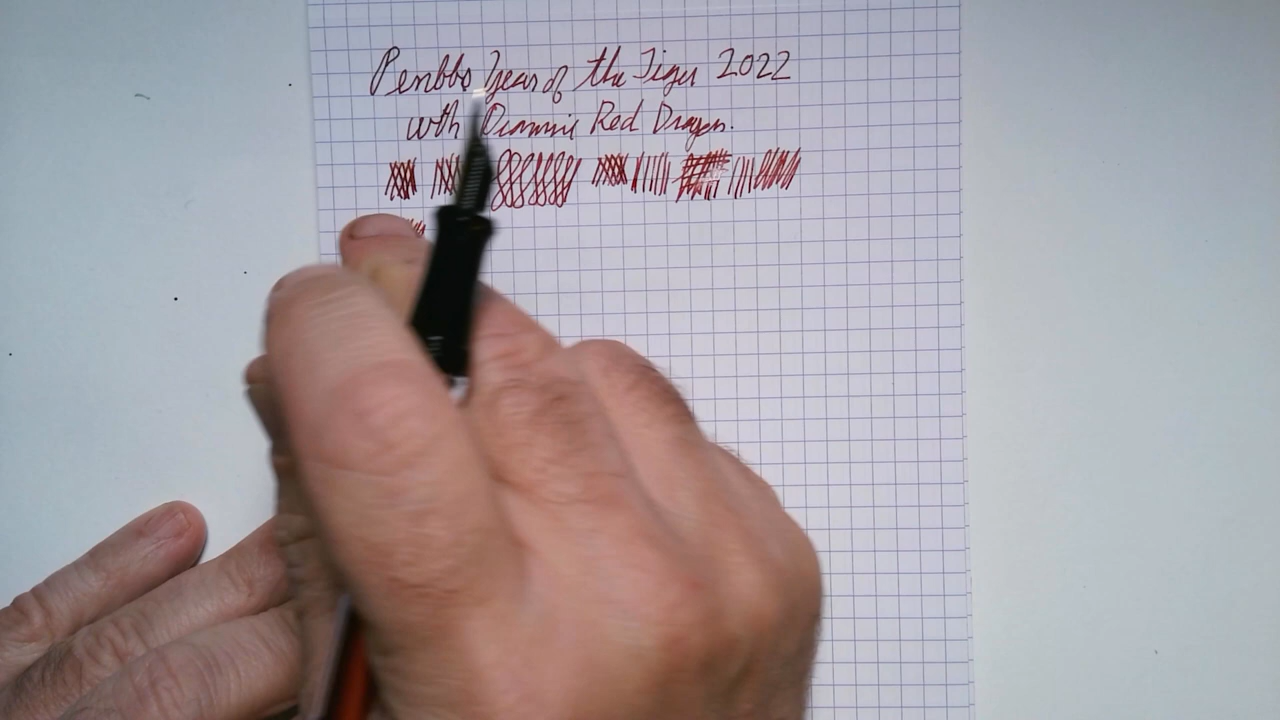 Penbbs Year of the Tiger 2022
with Diamine Red Dragon.